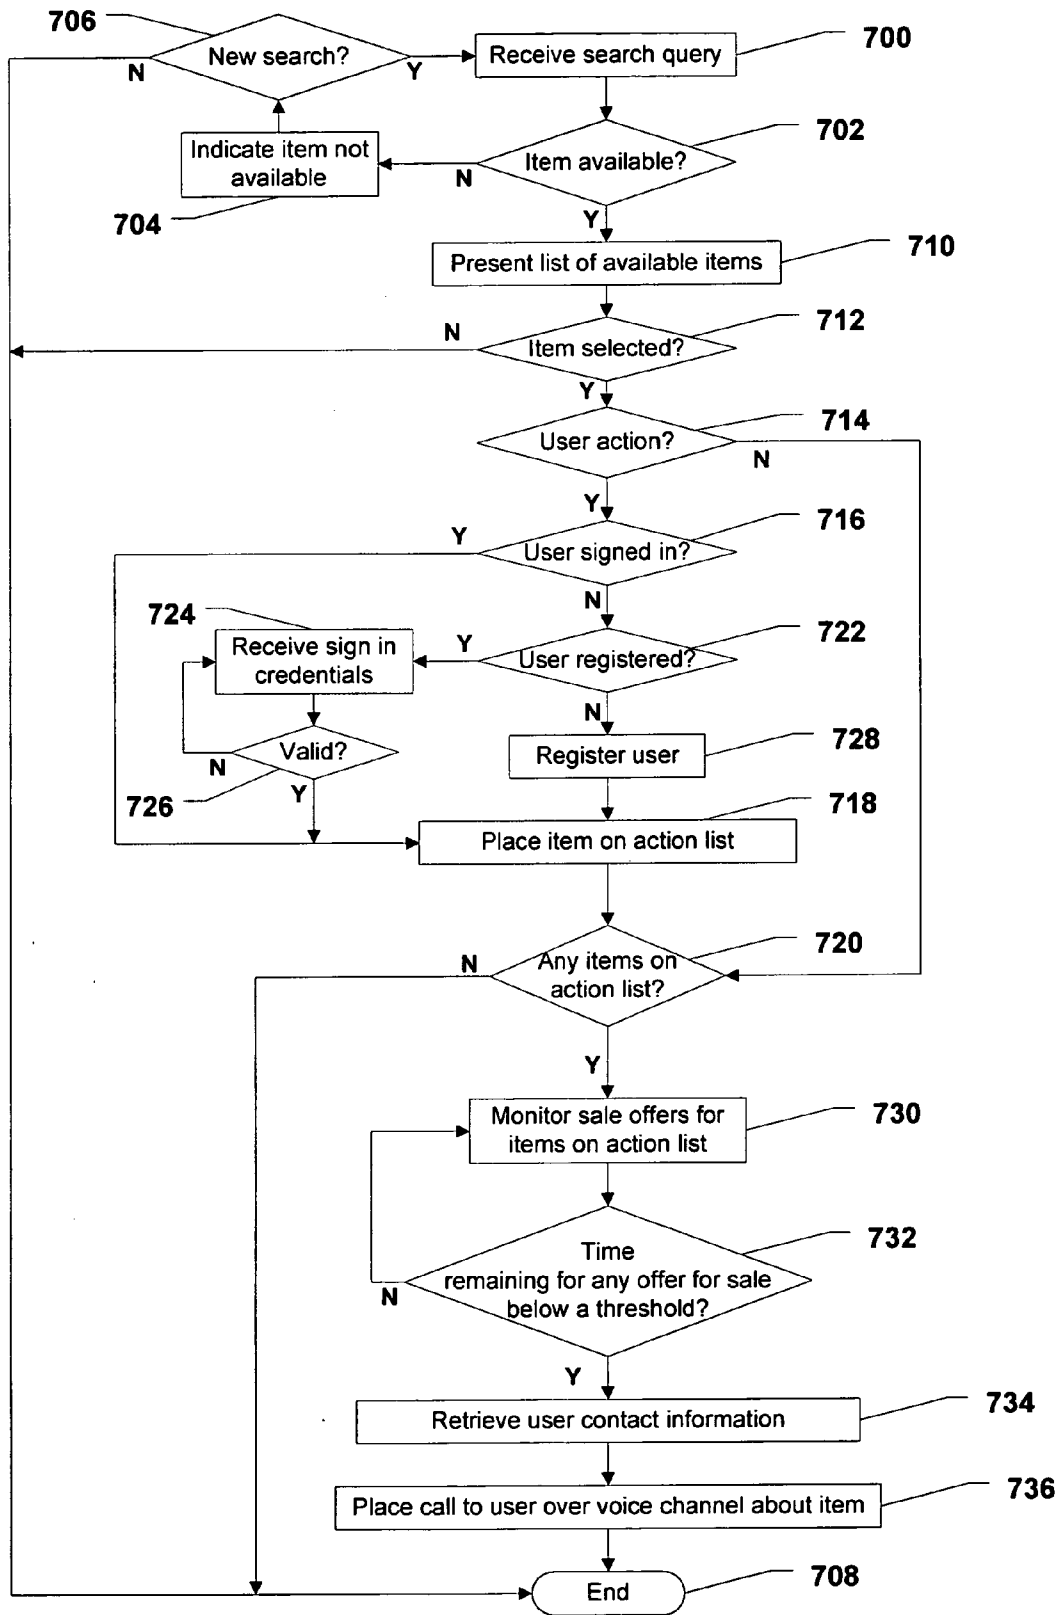 706
New search?
N
Y
Receive search query
700
Indicate item not
available
704
N
Item available?
702
Y
Present list of available items
710
N
Item selected?
712
Y
User action?
714
N
Y
Y
User signed in?
716
N
724
Receive sign in
credentials
Y
User registered?
722
N
Valid?
N
726
Y
Register user
728
718
Place item on action list
N
Any items on
action list?
720
Y
Monitor sale offers for
items on action list
730
Time
remaining for any offer for sale
below a threshold?
732
N
Y
Retrieve user contact information
734
Place call to user over voice channel about item
736
End
708